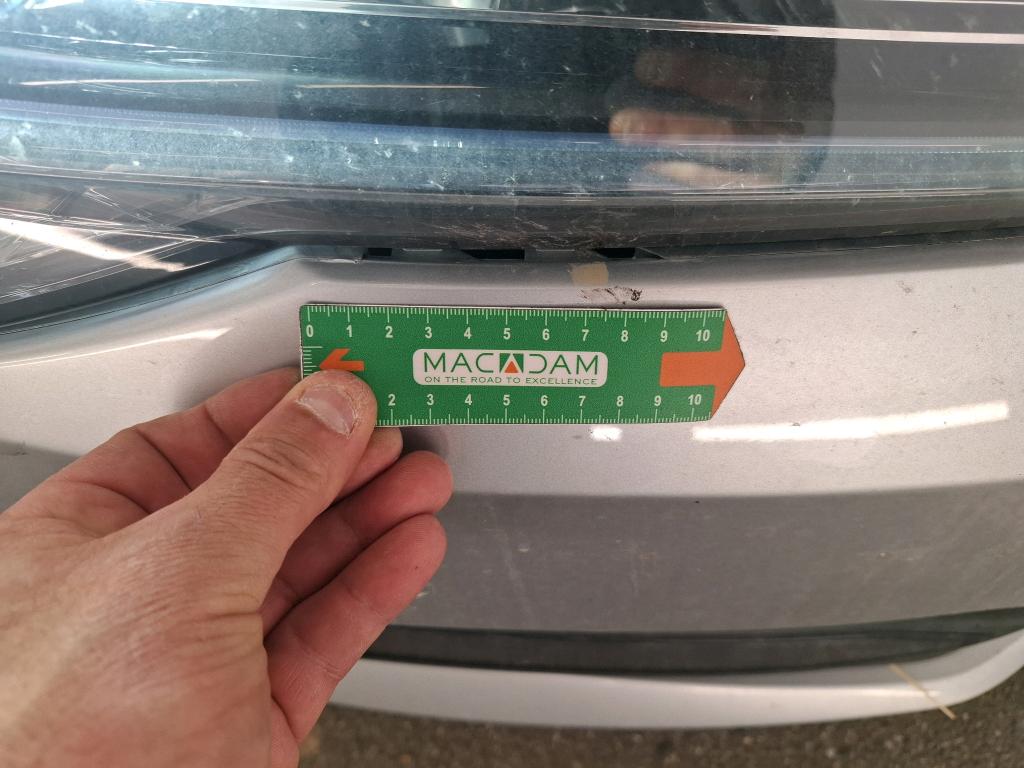 0 1 2 3 4 5 6 7 8 9 10
MACADAM
ON THE ROAD TO EXCELLENCE
2 3 4 5 6 7 8 9 10